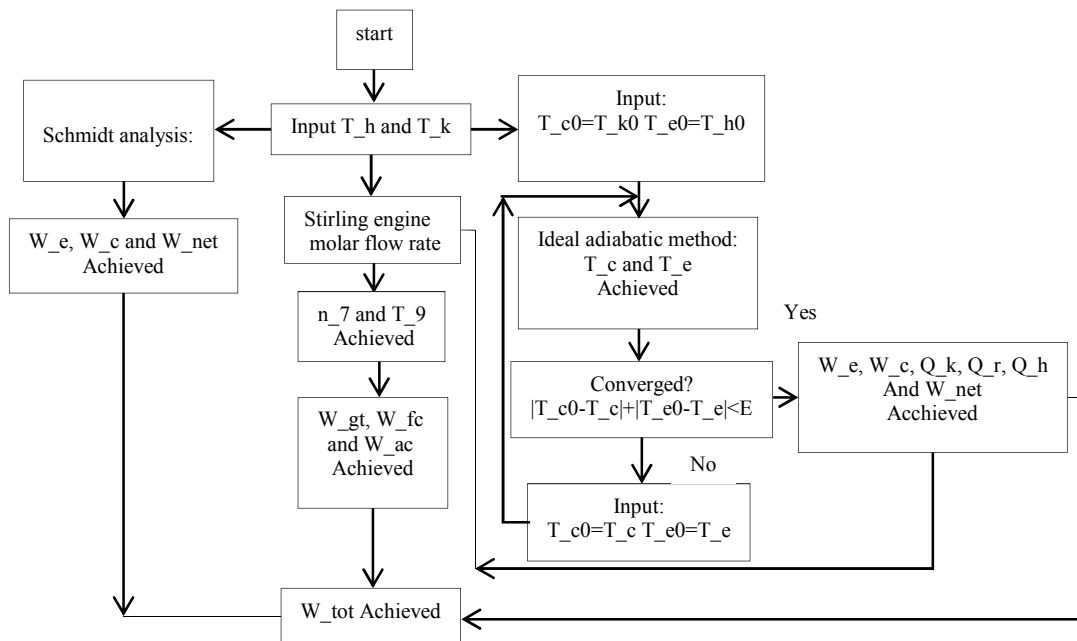 start
Schmidt analysis:
Input T_h and T_k
Input:
T_c0=T_k0 T_e0=T_h0
W_e, W_c and W_net
Achieved
Stirling engine
molar flow rate
Ideal adiabatic method:
T_c and T_e
Achieved
n_7 and T_9
Achieved
Yes
Converged?
|T_c0-T_c|+|T_e0-T_e|<E
W_e, W_c, Q_k, Q_r, Q_h
And W_net
Acchieved
W_gt, W_fc
and W_ac
Achieved
No
Input:
T_c0=T_c T_e0=T_e
W_tot Achieved